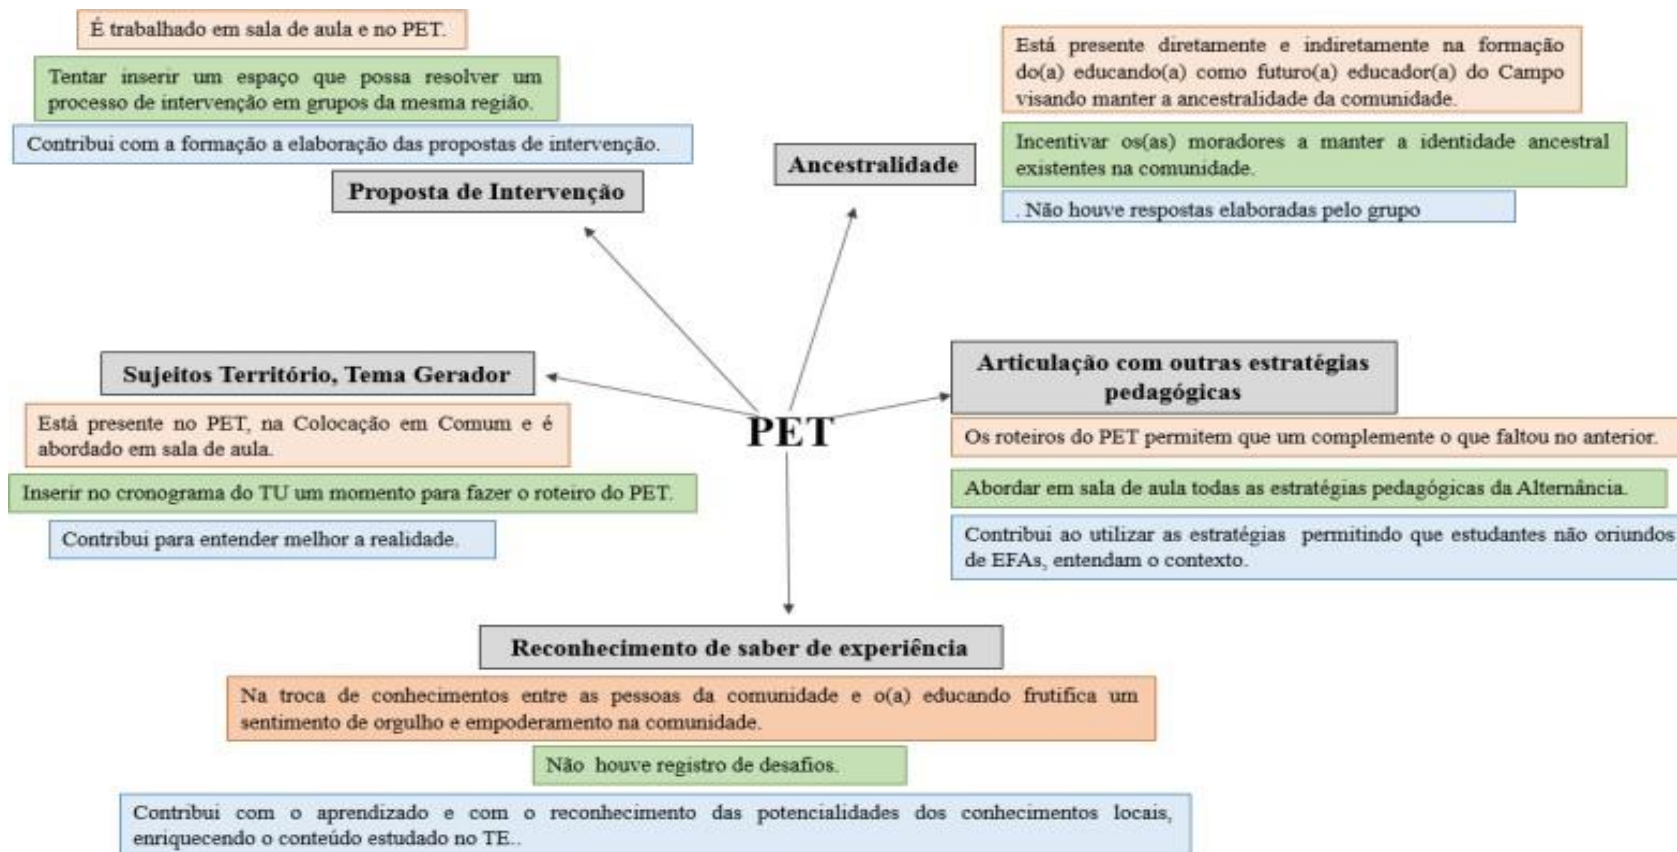 É trabalhado em sala de aula e no PET.
Tentar inserir um espaço que possa resolver um
processo de intervenção em grupos da mesma região.
Contribui com a formação a elaboração das propostas de intervenção.
Proposta de Intervenção
Está presente diretamente e indiretamente na formação
do(a) educando(a) como futuro(a) educador(a) do Campo
visando manter a ancestralidade da comunidade.
Incentivar os(as) moradores a manter a identidade ancestral
existentes na comunidade.
. Não houve respostas elaboradas pelo grupo
Ancestralidade
Sujeitos Território, Tema Gerador
Está presente no PET, na Colocação em Comum e é
abordado em sala de aula.
Inserir no cronograma do TU um momento para fazer o roteiro do PET.
Contribui para entender melhor a realidade.
PET
Articulação com outras estratégias
pedagógicas
Os roteiros do PET permitem que um complemente o que faltou no anterior.
Abordar em sala de aula todas as estratégias pedagógicas da Alternância.
Contribui ao utilizar as estratégias permitindo que estudantes não oriundos
de EFAs, entendam o contexto.
Reconhecimento de saber de experiência
Na troca de conhecimentos entre as pessoas da comunidade e o(a) educando frutifica um
sentimento de orgulho e empoderamento na comunidade.
Não houve registro de desafios.
Contribui com o aprendizado e com o reconhecimento das potencialidades dos conhecimentos locais,
enriquecendo o conteúdo estudado no TE..